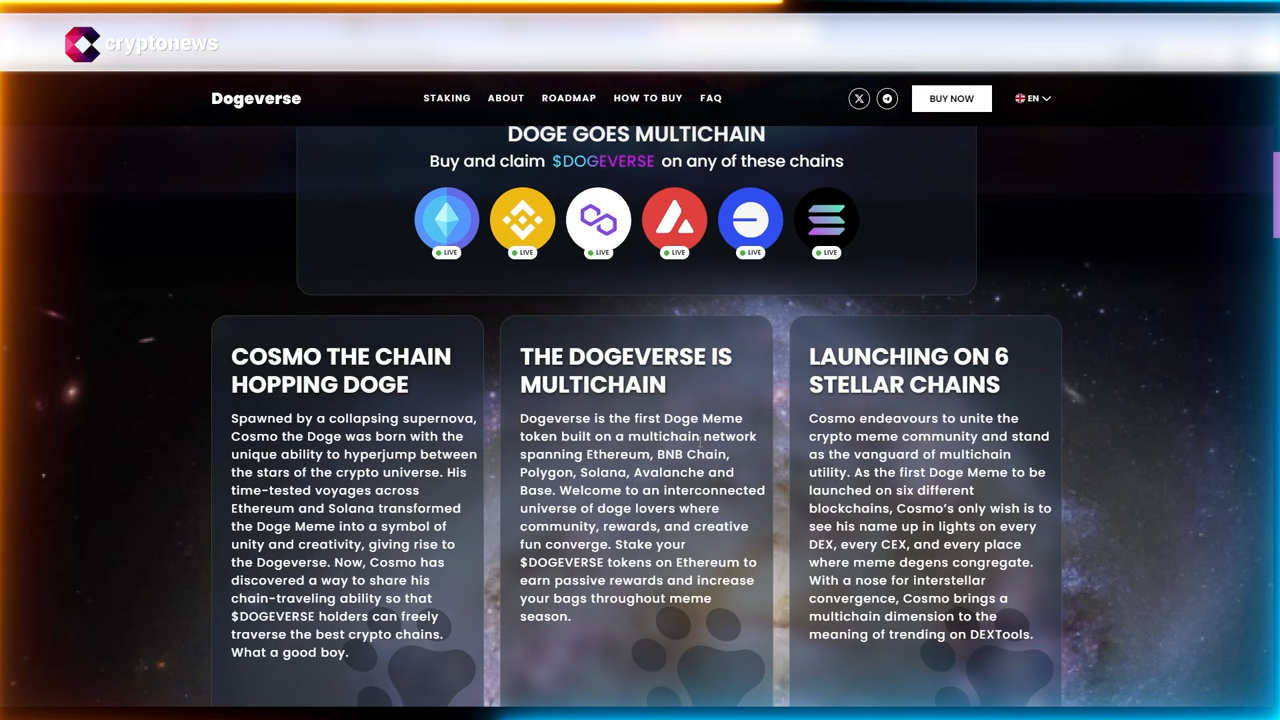 cryptonews
Dogeverse
STAKING ABOUT ROADMAP HOW TO BUY FAQ
BUY NOW
EN
DOGE GOES MULTICHAIN
Buy and claim $DOGEVERSE on any of these chains
LIVE LIVE LIVE LIVE LIVE LIVE
COSMO THE CHAIN
HOPPING DOGE
Spawned by a collapsing supernova,
Cosmo the Doge was born with the
unique ability to hyperjump between
the stars of the crypto universe. His
time-tested voyages across
Ethereum and Solana transformed
the Doge Meme into a symbol of
unity and creativity, giving rise to
the Dogeverse. Now, Cosmo has
discovered a way to share his
chain-traveling ability so that
$DOGEVERSE holders can freely
traverse the best crypto chains.
What a good boy.
THE DOGEVERSE IS
MULTICHAIN
Dogeverse is the first Doge Meme
token built on a multichain network
spanning Ethereum, BNB Chain,
Polygon, Solana, Avalanche and
Base. Welcome to an interconnected
universe of doge lovers where
community, rewards, and creative
fun converge. Stake your
$DOGEVERSE tokens on Ethereum to
earn passive rewards and increase
your bags throughout meme
season.
LAUNCHING ON 6
STELLAR CHAINS
Cosmo endeavours to unite the
crypto meme community and stand
as the vanguard of multichain
utility. As the first Doge Meme to be
launched on six different
blockchains, Cosmo's only wish is to
see his name up in lights on every
DEX, every CEX, and every place
where meme degens congregate.
With a nose for interstellar
convergence, Cosmo brings a
multichain dimension to the
meaning of trending on DEXTools.